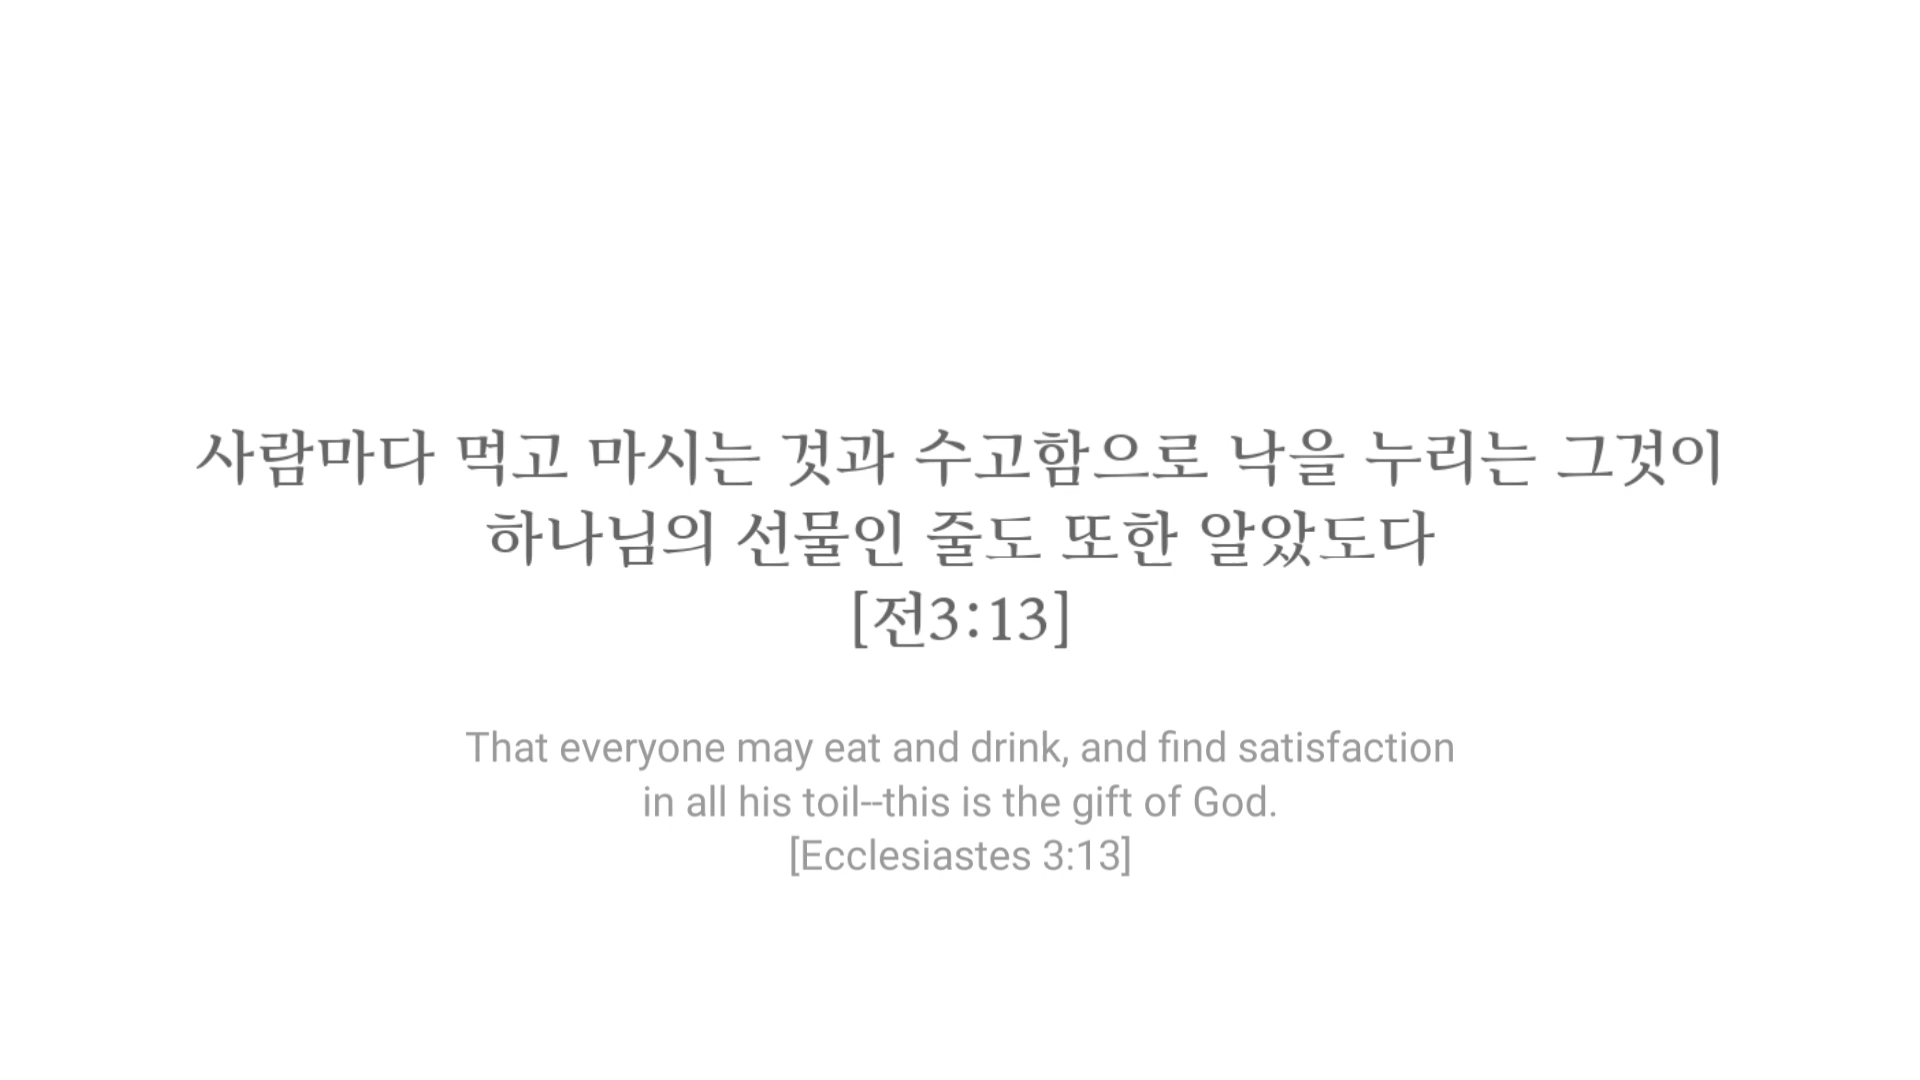 사람마다 먹고 마시는 것과 수고함으로 낙을 누리는 그것이
하나님의 선물인 줄도 또한 알았도다
[전3:13]
That everyone may eat and drink, and find satisfaction
in all his toil--this is the gift of God.
[Ecclesiastes 3:13]